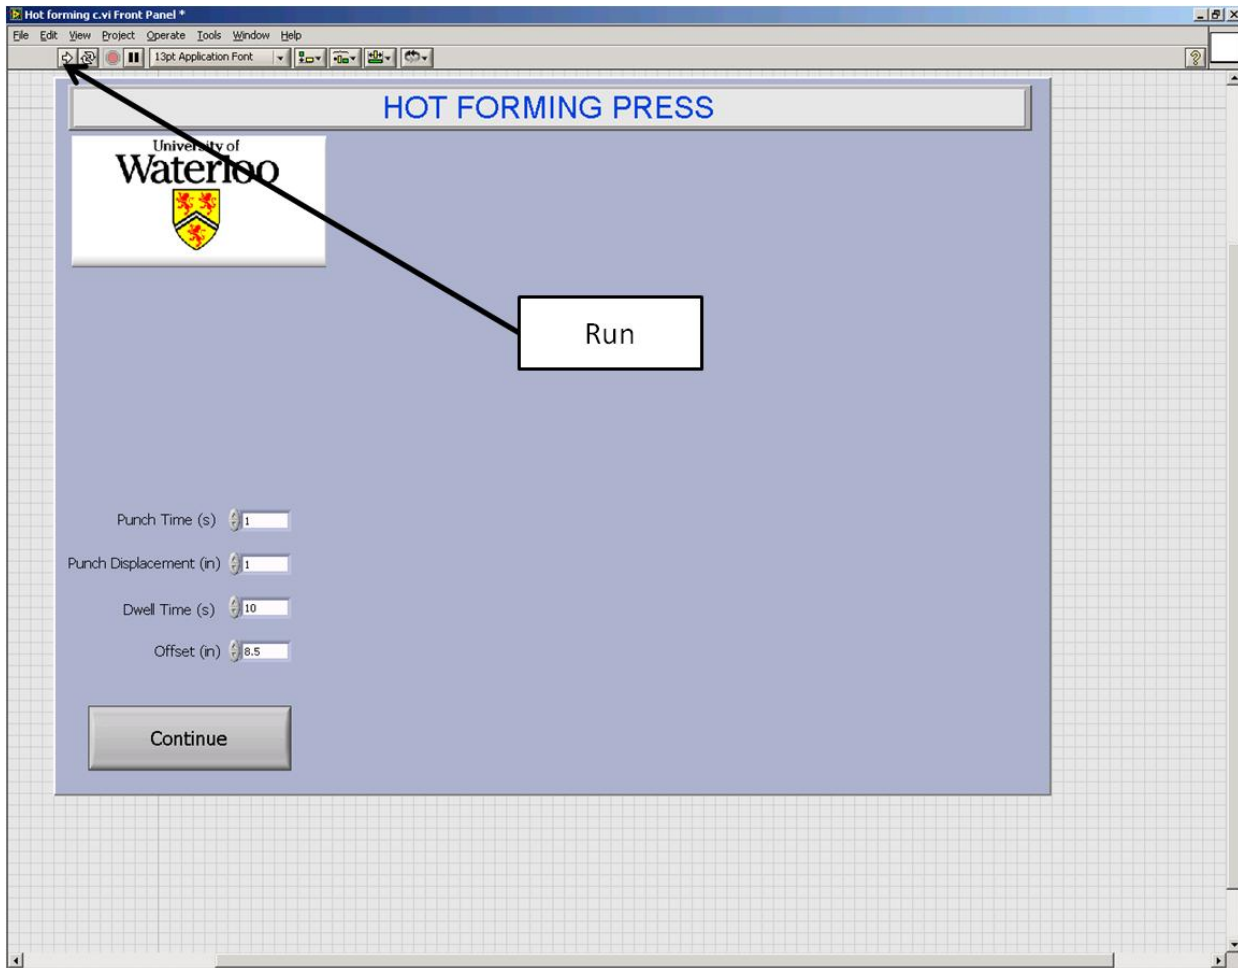 Hot forming c.vi Front Panel *
File Edit View Project Operate Tools Window Help
13pt Application Font
HOT FORMING PRESS
University of
Waterloo
Run
Punch Time (s) 1
Punch Displacement (in) 1
Dwell Time (s) 10
Offset (in) 8.5
Continue